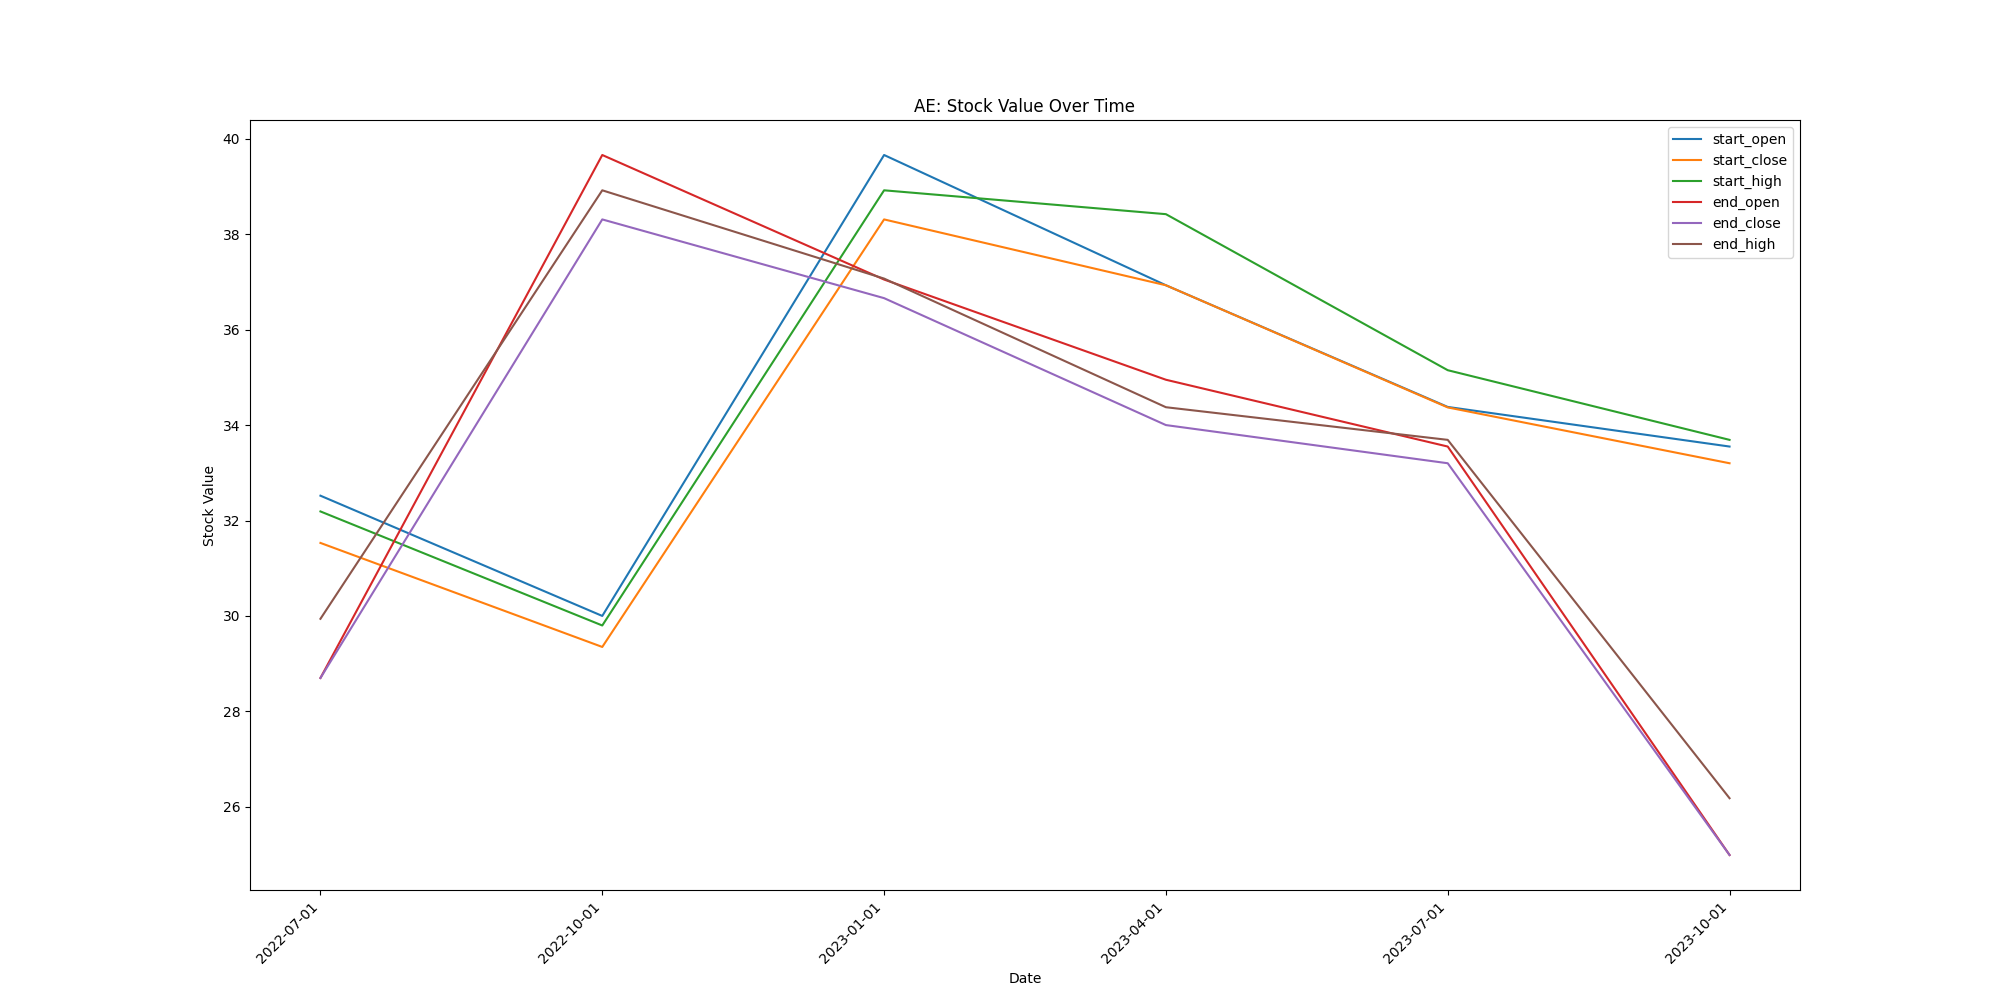 AE: Stock Value Over Time
start_open
start_close
start_high
end_open
end_close
end_high
Stock Value
40
38
36
34
32
30
28
26
2022-07-01
2022-10-01
2023-01-01
2023-04-01
2023-07-01
2023-10-01
Date